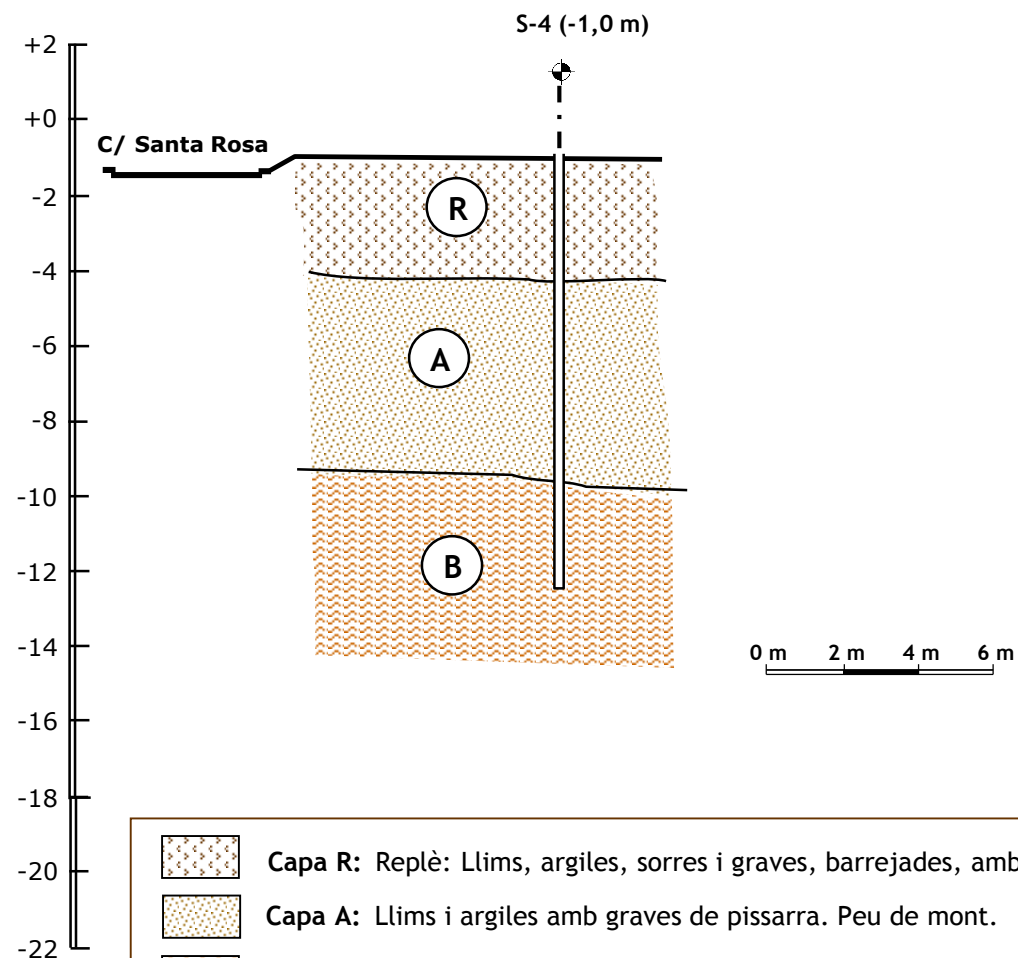 S-4 (-1,0 m)
+2
+0
C/ Santa Rosa
-2
R
-4
-6
A
-8
-10
B
-12
-14
0 m 2 m 4 m 6 m
-16
-18
-20
Capa R: Replè: Llims, argiles, sorres i graves, barrejades, amb
Capa A: Llims i argiles amb graves de pissarra. Peu de mont.
-22